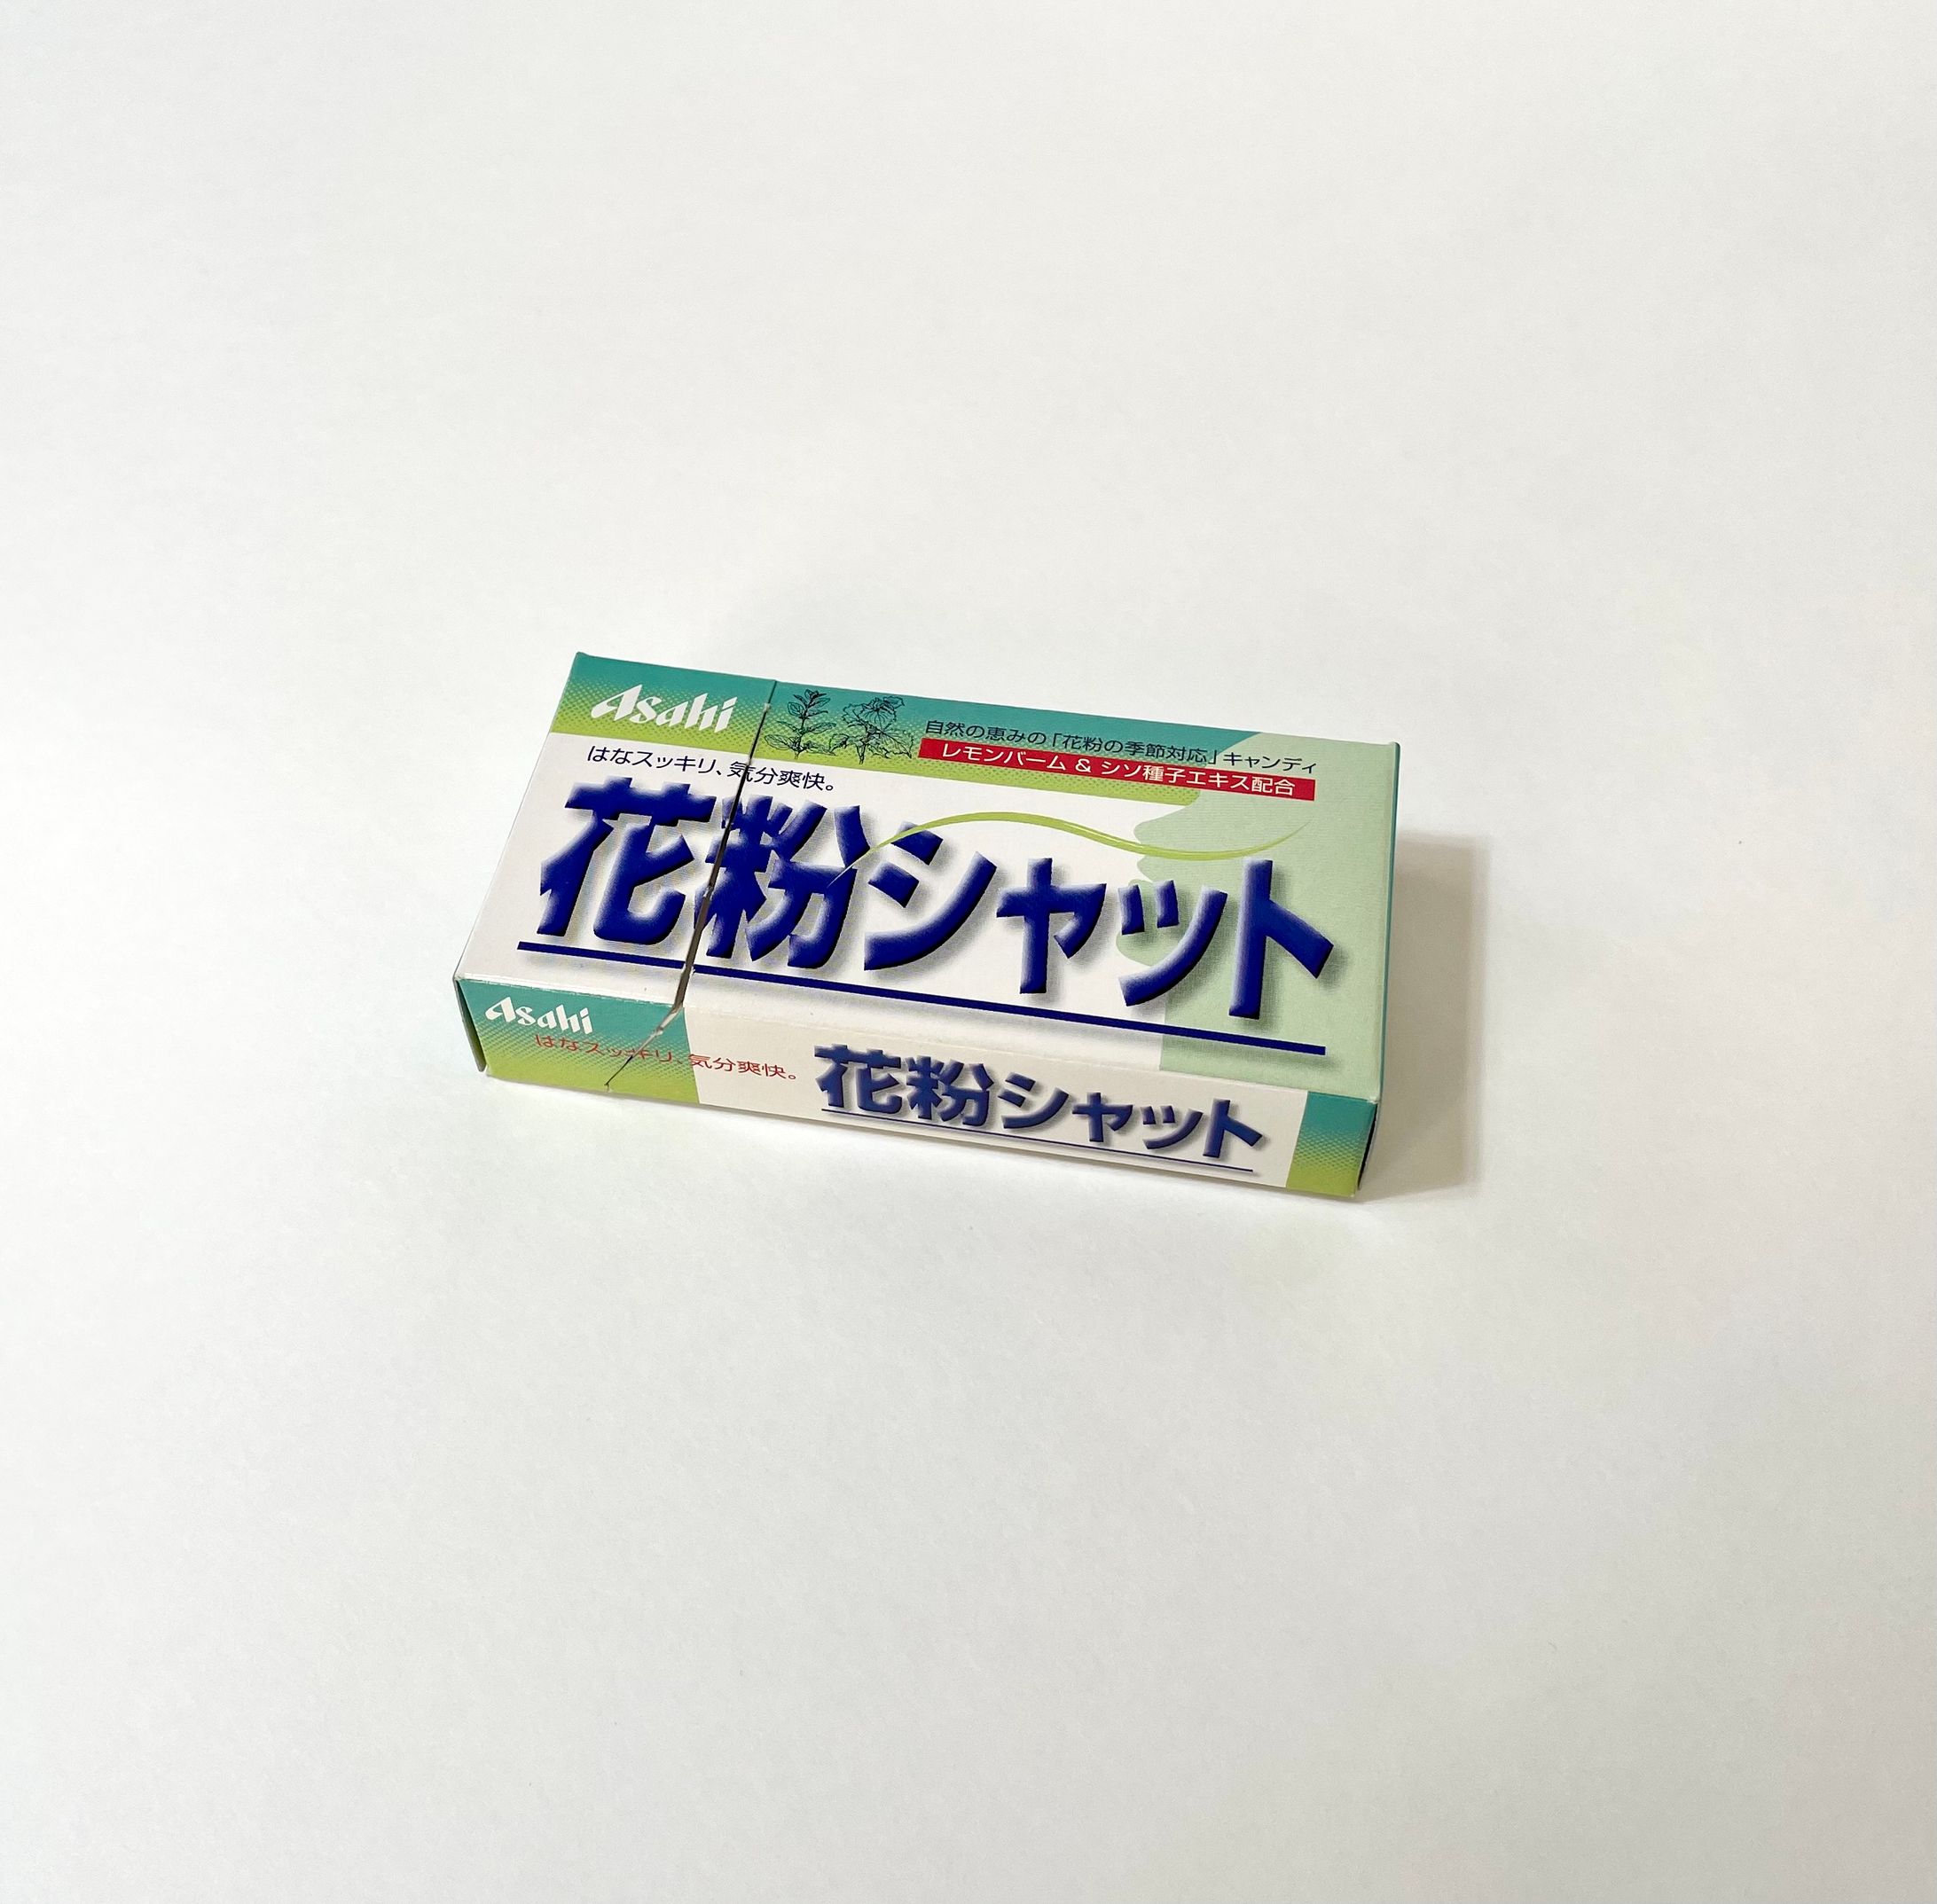 Asahi
自然の恵みの「花粉の季節対応」キャンディ
レモンバーム & シソ種子エキス配合
はなスッキリ、気分爽快。
花粉シャット
Asahi
はなスッキリ、気分爽快。
花粉シャット